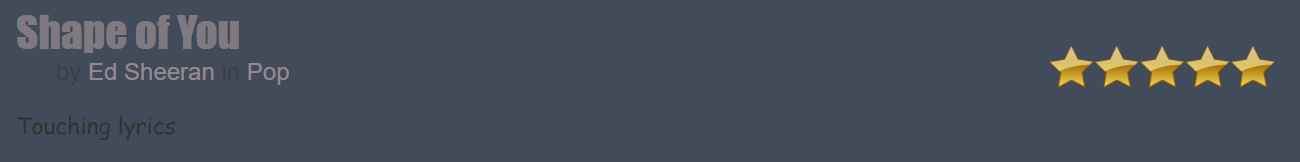 Shape of You
by Ed Sheeran in Pop
Touching lyrics